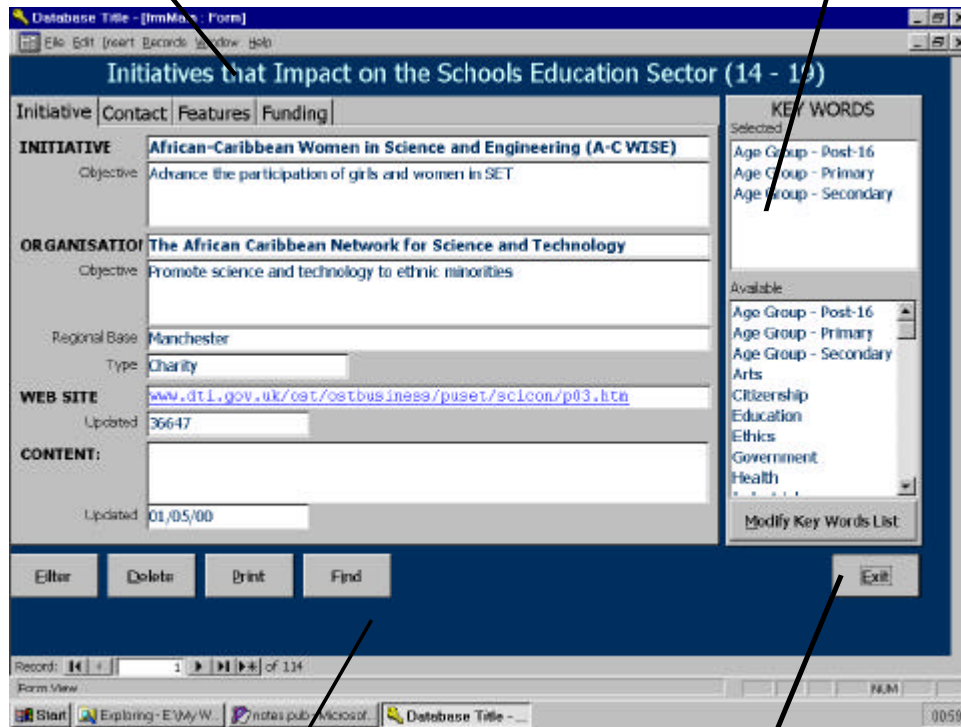 Database Title - [frmMain : Form]
File Edit Insert Records Window Help
Initiatives that Impact on the Schools Education Sector (14 - 19)
Initiative Contact Features Funding
INITIATIVE African-Caribbean Women in Science and Engineering (A-C WISE)
Objective Advance the participation of girls and women in SET
ORGANISATION The African Caribbean Network for Science and Technology
Objective Promote science and technology to ethnic minorities
Regional Base Manchester
Type Charity
WEB SITE www.dti.gov.uk/ost/ostbusiness/puset/scicon/p03.htm
Updated 36647
CONTENT:
Updated 01/05/00
KEY WORDS
Selected
Age Group - Post-16
Age Group - Primary
Age Group - Secondary
Available
Age Group - Post-16
Age Group - Primary
Age Group - Secondary
Arts
Citizenship
Education
Ethics
Government
Health
Modify Key Words List
Filter Delete Print Find Exit
Record: 1 of 114
Form View NUM
Start Exploring - E:\My W... notes.pub - Microsof... Database Title - ... 00:59